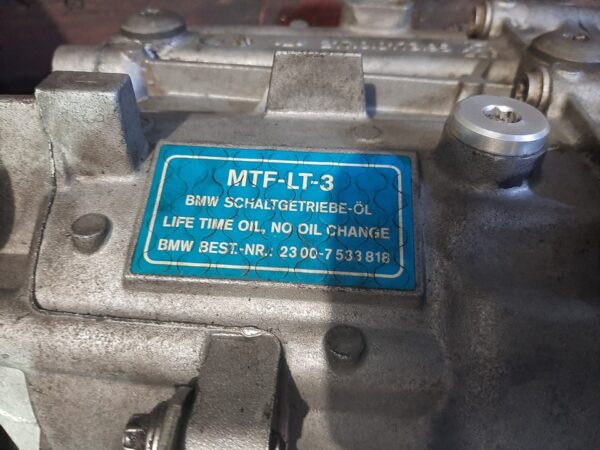 MTF-LT-3
BMW SCHALTGETRIEBE-ÖL
LIFE TIME OIL, NO OIL CHANGE
BMW BEST.-NR.: 23 00-7 533 818